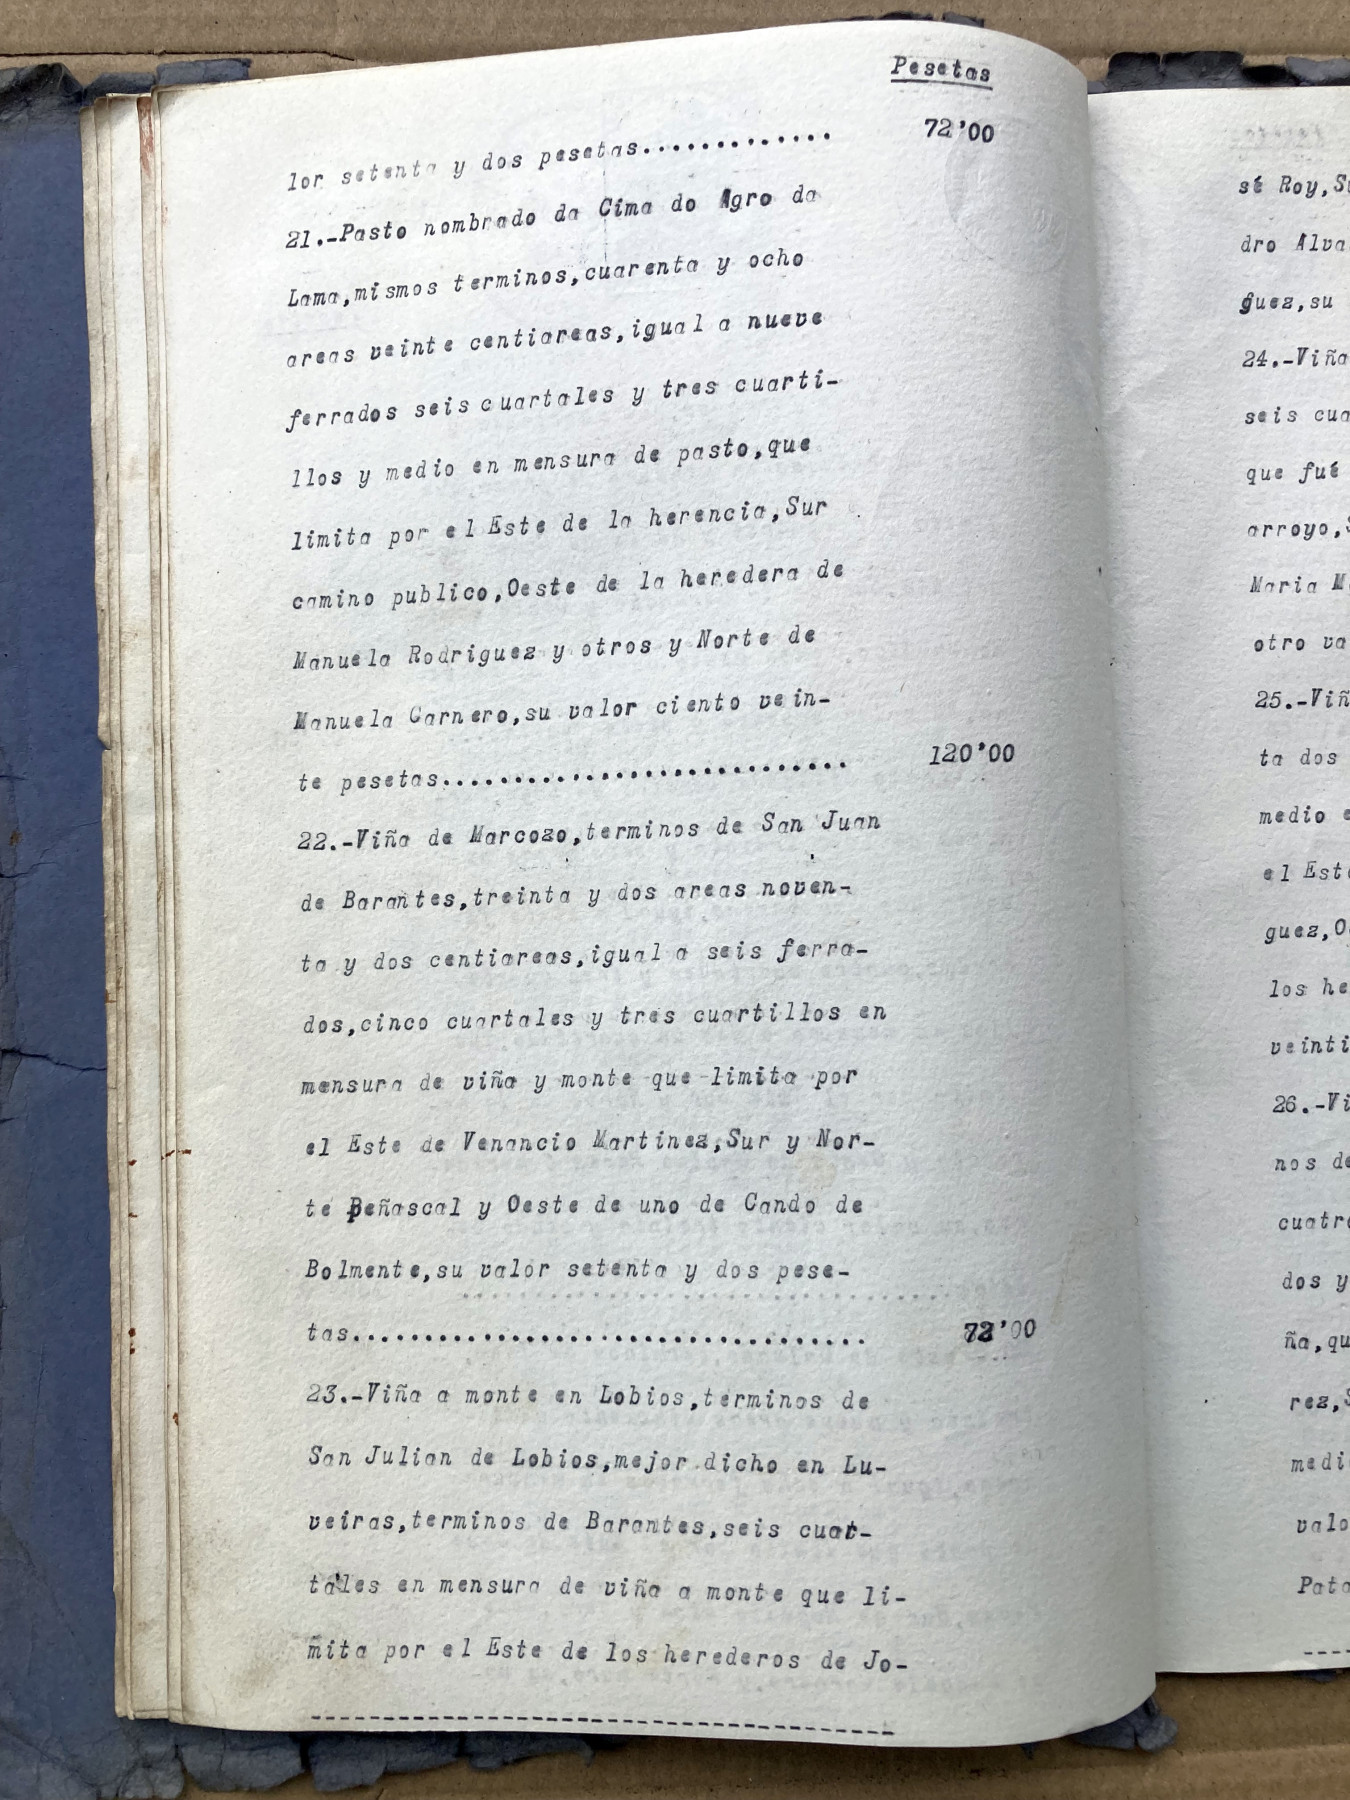 Pesetas
lor setenta y dos pesetas............. 72'00
21.-Pasto nombrado da Cima do Agro da
Lama,mismos terminos,cuarenta y ocho
areas veinte centiareas,igual a nueve
ferrados seis cuartales y tres cuarti-
llos y medio en mensura de pasto,que
limita por el Este de la herencia,Sur
camino publico,Oeste de la heredera de
Manuela Rodriguez y otros y Norte de
Manuela Garnero,su valor ciento vein-
te pesetas............................ 120'00
22.-Viña de Marcozo,terminos de San Juan
de Barantes,treinta y dos areas noven-
ta y dos centiareas,igual a seis ferra-
dos,cinco cuartales y tres cuartillos en
mensura de viña y monte que limita por
el Este de Venancio Martinez,Sur y Nor-
te Peñascal y Oeste de uno de Gando de
Bolmente,su valor setenta y dos pese-
tas.................................... 72'00
23.-Viña a monte en Lobios,terminos de
San Julian de Lobios,mejor dicho en Lu-
veiras,terminos de Barantes,seis cuar-
tales en mensura de viña a monte que li-
mita por el Este de los herederos de Jo-
sé Roy,S
dro Alva
guez,su
24.-Viña
seis cua
que fué
arroyo,
Maria M
otro va
25.-Viñ
ta dos
medio e
el Este
guez,O
los he
veinti
26.-Vi
nos de
cuatro
dos y
ña,qu
rez,S
medi
valo
Pata